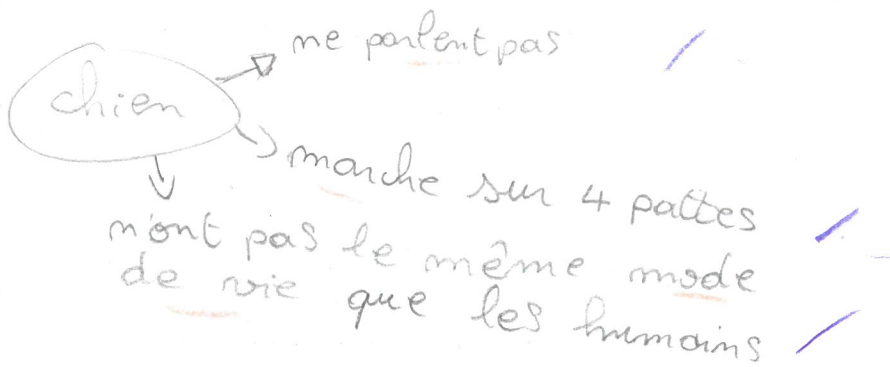 ne parlent pas
chien
marche sur 4 pattes
n'ont pas le même mode
de vie que les humains